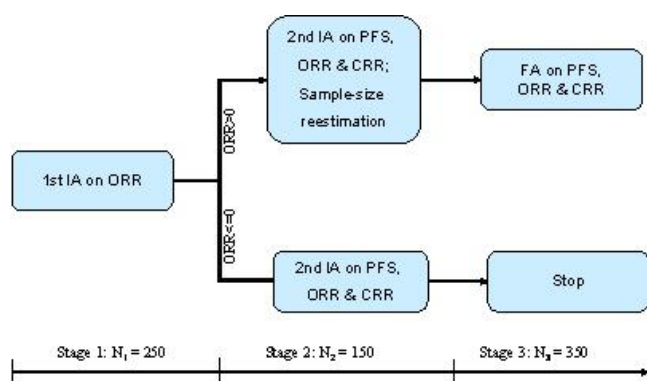 2nd IA on PFS,
ORR & CRR;
Sample-size
reestimation
FA on PFS,
ORR & CRR
ORR>0
1st IA on ORR
ORR<=0
2nd IA on PFS,
ORR & CRR
Stop
Stage 1: N₁ = 250
Stage 2: N₂ = 150
Stage 3: N₃ = 350